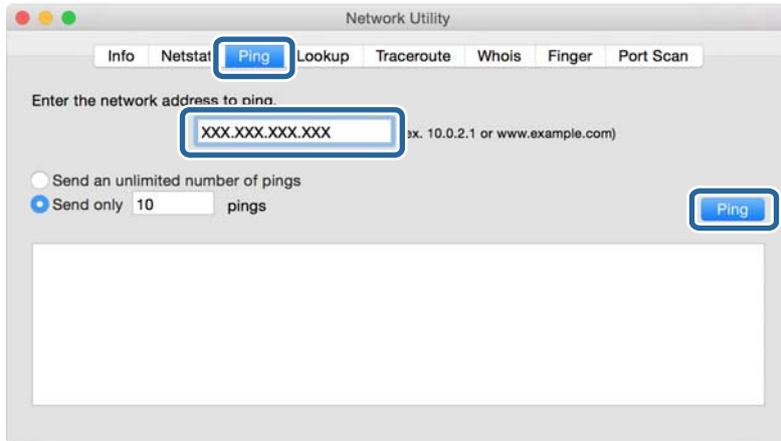 Network Utility
Info Netstat Ping Lookup Traceroute Whois Finger Port Scan
Enter the network address to ping.
XXX.XXX.XXX.XXX ex. 10.0.2.1 or www.example.com)
Send an unlimited number of pings
Send only 10 pings
Ping